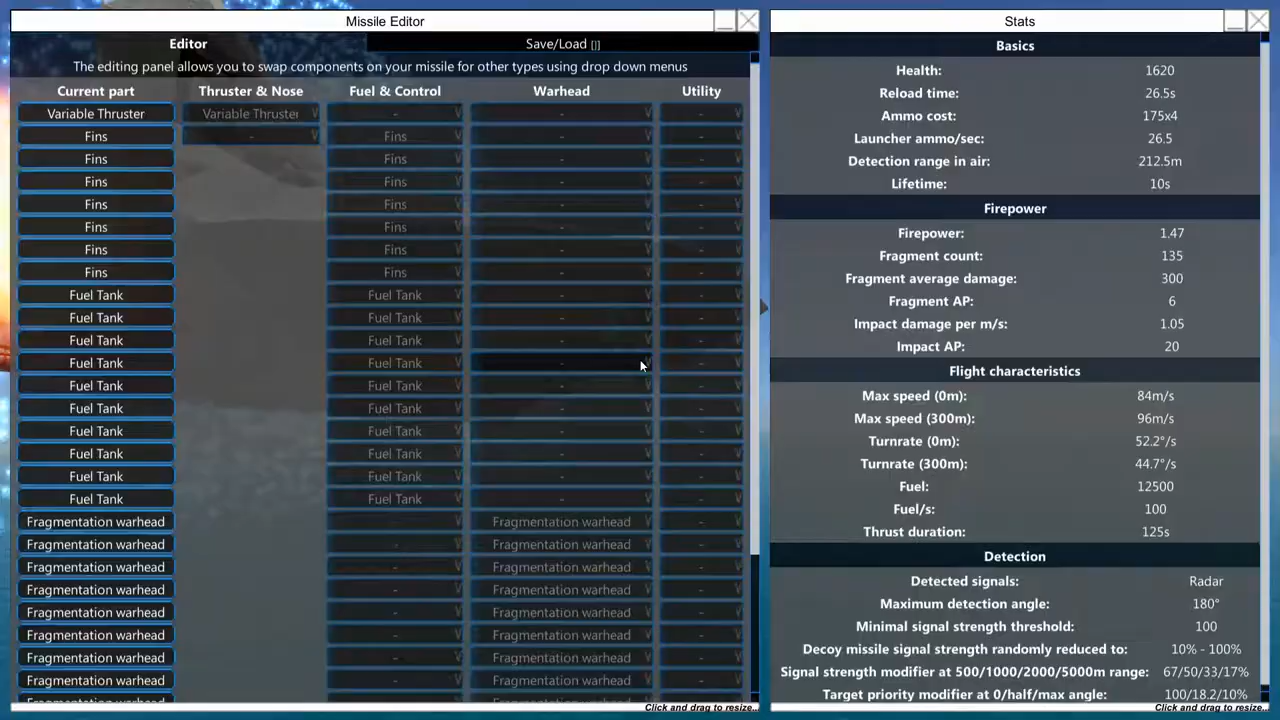 Missile Editor
Editor
Save/Load []]
The editing panel allows you to swap components on your missile for other types using drop down menus
Current part Thruster & Nose Fuel & Control Warhead Utility
Variable Thruster Variable Thruster - - -
Fins - Fins - -
Fins Fins - -
Fins Fins - -
Fins Fins - -
Fins Fins - -
Fins Fins - -
Fins Fins - -
Fuel Tank Fuel Tank - -
Fuel Tank Fuel Tank - -
Fuel Tank Fuel Tank - -
Fuel Tank Fuel Tank - -
Fuel Tank Fuel Tank - -
Fuel Tank Fuel Tank - -
Fuel Tank Fuel Tank - -
Fuel Tank Fuel Tank - -
Fuel Tank Fuel Tank - -
Fuel Tank Fuel Tank - -
Fragmentation warhead - Fragmentation warhead -
Fragmentation warhead - Fragmentation warhead -
Fragmentation warhead - Fragmentation warhead -
Fragmentation warhead - Fragmentation warhead -
Fragmentation warhead - Fragmentation warhead -
Fragmentation warhead - Fragmentation warhead -
Fragmentation warhead - Fragmentation warhead -
Fragmentation warhead - Fragmentation warhead -
Fragmentation warhead - Fragmentation warhead -
Click and drag to resize...
Stats
Basics
Health: 1620
Reload time: 26.5s
Ammo cost: 175x4
Launcher ammo/sec: 26.5
Detection range in air: 212.5m
Lifetime: 10s
Firepower
Firepower: 1.47
Fragment count: 135
Fragment average damage: 300
Fragment AP: 6
Impact damage per m/s: 1.05
Impact AP: 20
Flight characteristics
Max speed (0m): 84m/s
Max speed (300m): 96m/s
Turnrate (0m): 52.2°/s
Turnrate (300m): 44.7°/s
Fuel: 12500
Fuel/s: 100
Thrust duration: 125s
Detection
Detected signals: Radar
Maximum detection angle: 180°
Minimal signal strength threshold: 100
Decoy missile signal strength randomly reduced to: 10% - 100%
Signal strength modifier at 500/1000/2000/5000m range: 67/50/33/17%
Target priority modifier at 0/half/max angle: 100/18.2/10%
Click and drag to resize...